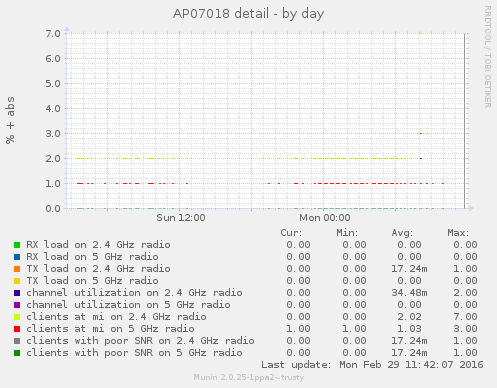 AP07018 detail - by day
RRDTOOL / TOBI OETIKER
% + abs
7.0
6.0
5.0
4.0
3.0
2.0
1.0
0.0
Sun 12:00 Mon 00:00
Cur: Min: Avg: Max:
RX load on 2.4 GHz radio 0.00 0.00 0.00 0.00
RX load on 5 GHz radio 0.00 0.00 0.00 0.00
TX load on 2.4 GHz radio 0.00 0.00 17.24m 1.00
TX load on 5 GHz radio 0.00 0.00 0.00 0.00
channel utilization on 2.4 GHz radio 0.00 0.00 34.48m 2.00
channel utilization on 5 GHz radio 0.00 0.00 0.00 0.00
clients at mi on 2.4 GHz radio 0.00 0.00 2.02 7.00
clients at mi on 5 GHz radio 1.00 1.00 1.03 3.00
clients with poor SNR on 2.4 GHz radio 0.00 0.00 17.24m 1.00
clients with poor SNR on 5 GHz radio 0.00 0.00 17.24m 1.00
Last update: Mon Feb 29 11:42:07 2016
Munin 2.0.25-1ppa2~trusty